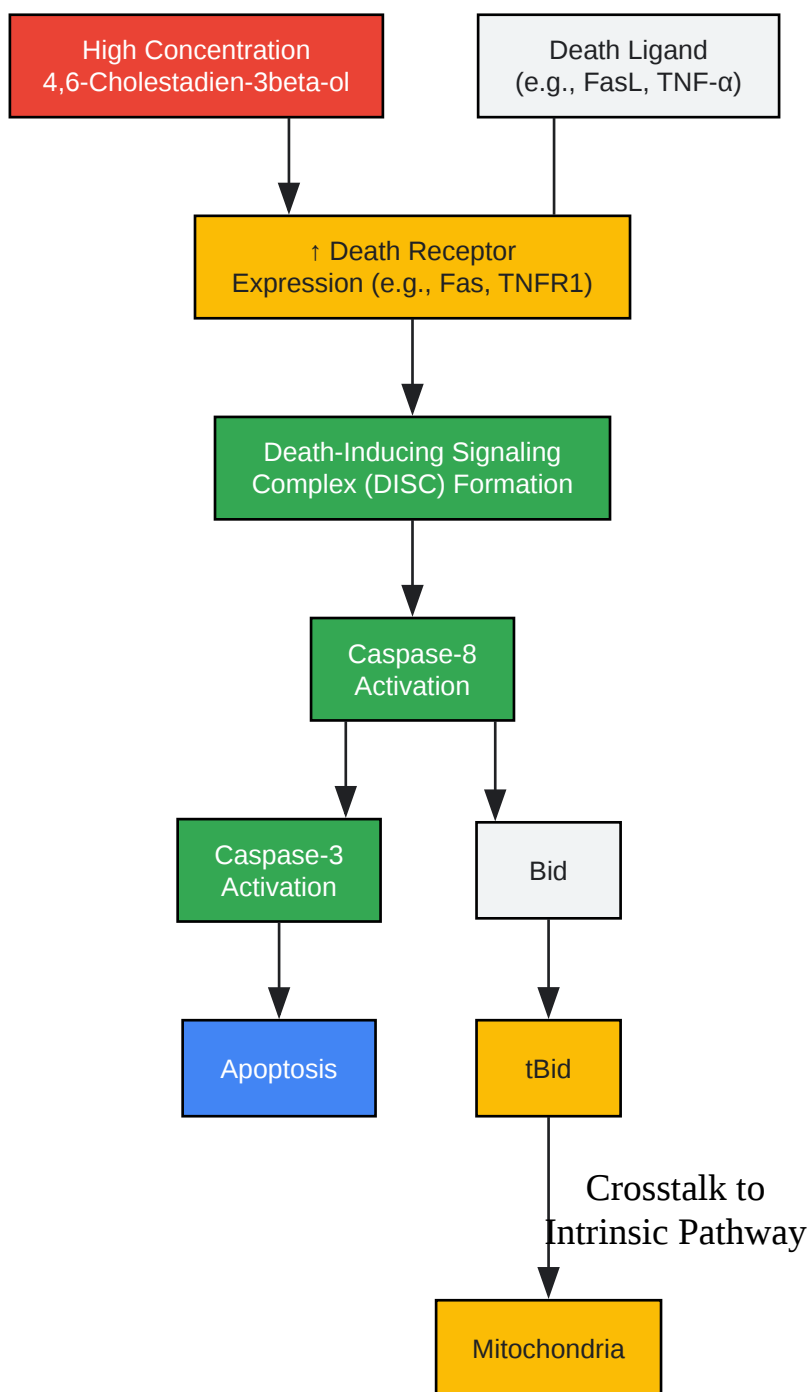 High Concentration
4,6-Cholestadien-3beta-ol
Death Ligand
(e.g., FasL, TNF-α)
↑ Death Receptor
Expression (e.g., Fas, TNFR1)
Death-Inducing Signaling
Complex (DISC) Formation
Caspase-8
Activation
Caspase-3
Activation
Bid
Apoptosis
tBid
Crosstalk to
Intrinsic Pathway
Mitochondria